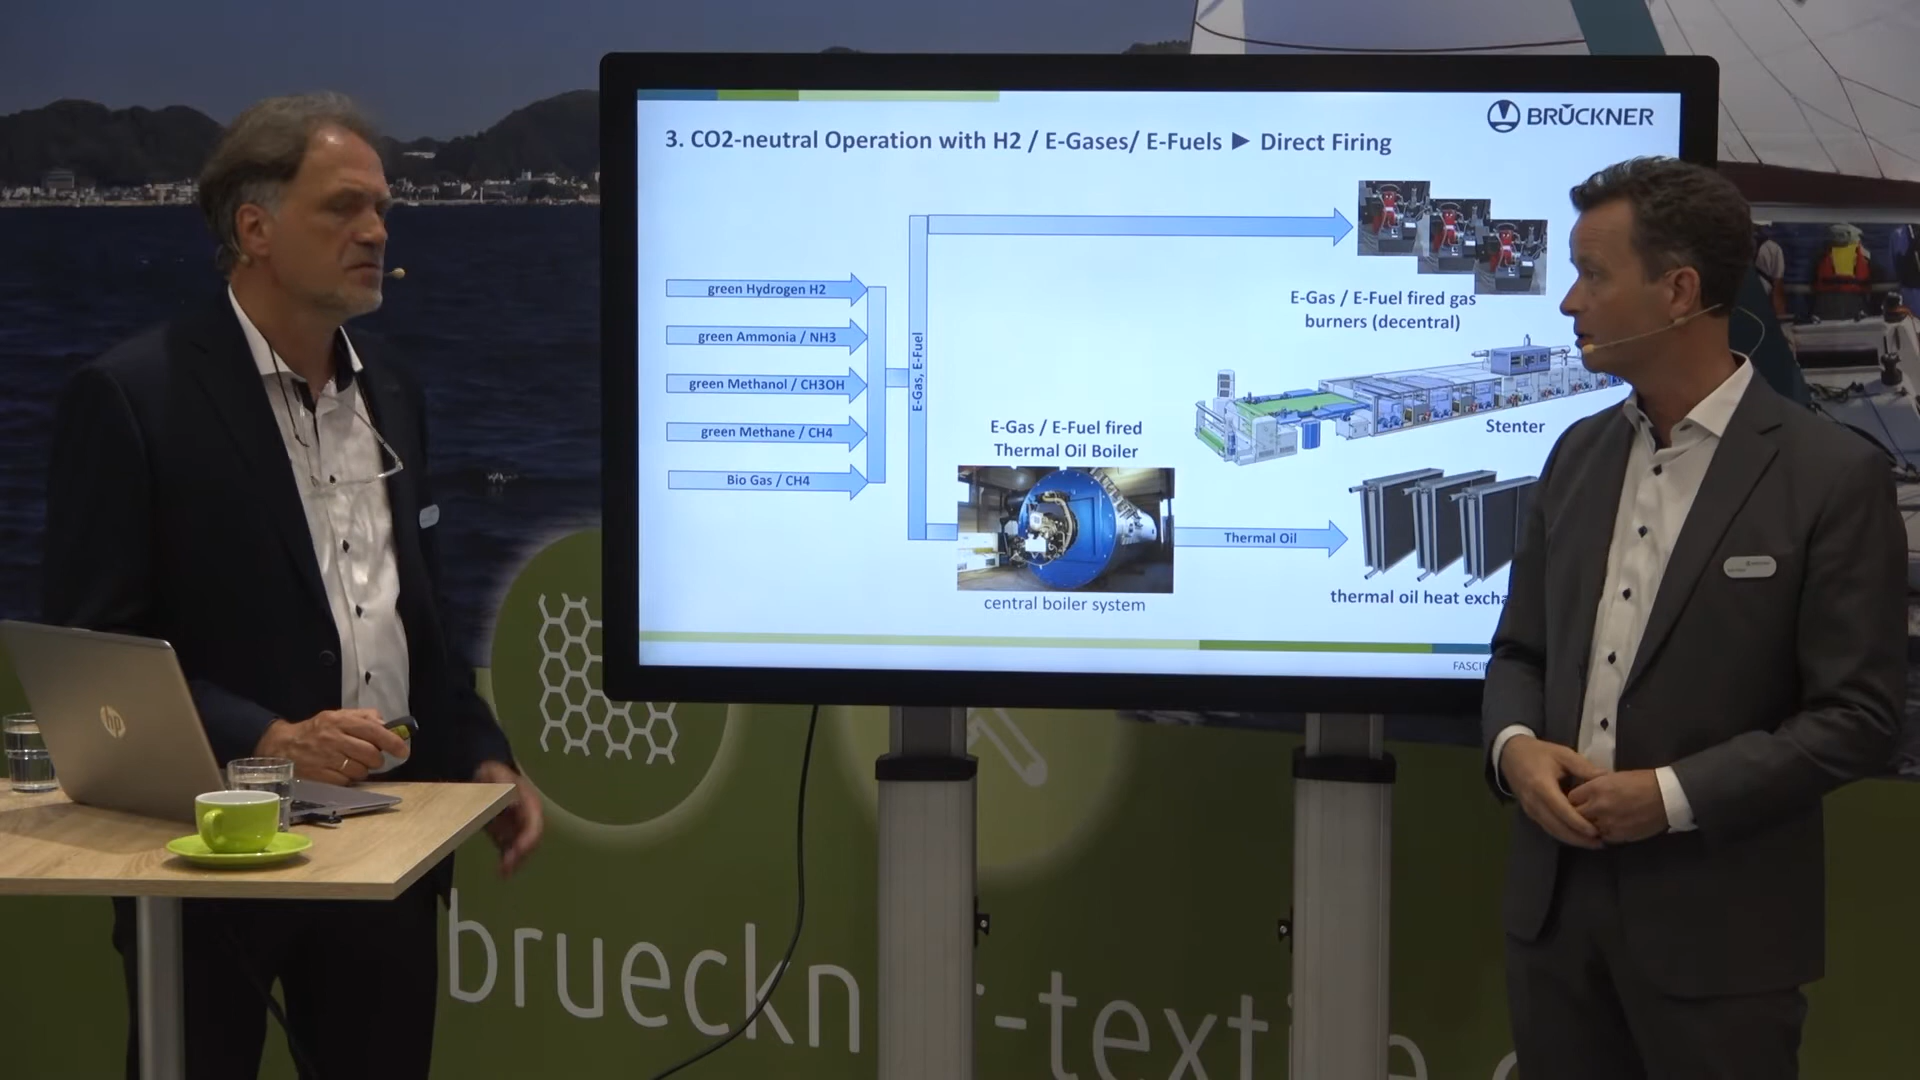 BRÜCKNER
3. CO2-neutral Operation with H2 / E-Gases/ E-Fuels ► Direct Firing
green Hydrogen H2
green Ammonia / NH3
green Methanol / CH3OH
green Methane / CH4
Bio Gas / CH4
E-Gas, E-Fuel
E-Gas / E-Fuel fired gas
burners (decentral)
Stenter
E-Gas / E-Fuel fired
Thermal Oil Boiler
central boiler system
Thermal Oil
thermal oil heat excha
FASCI
hp
brueckn r-textile